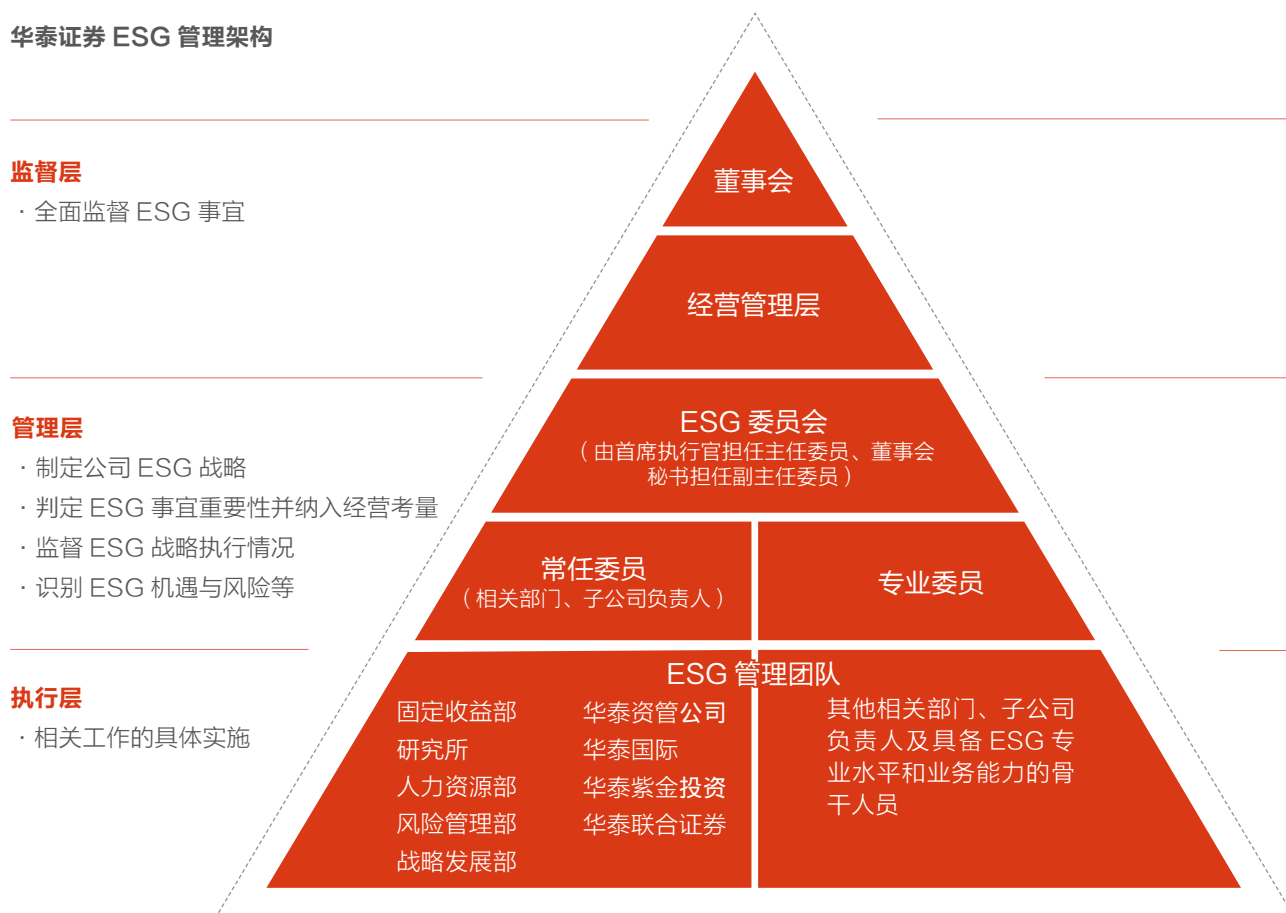 华泰证券 ESG 管理架构
监督层
· 全面监督 ESG 事宜
董事会
经营管理层
管理层
· 制定公司 ESG 战略
· 判定 ESG 事宜重要性并纳入经营考量
· 监督 ESG 战略执行情况
· 识别 ESG 机遇与风险等
ESG 委员会
（由首席执行官担任主任委员、董事会
秘书担任副主任委员）
常任委员
（相关部门、子公司负责人）
专业委员
执行层
· 相关工作的具体实施
ESG 管理团队
固定收益部
研究所
人力资源部
风险管理部
战略发展部
华泰资管公司
华泰国际
华泰紫金投资
华泰联合证券
其他相关部门、子公司
负责人及具备 ESG 专
业水平和业务能力的骨
干人员